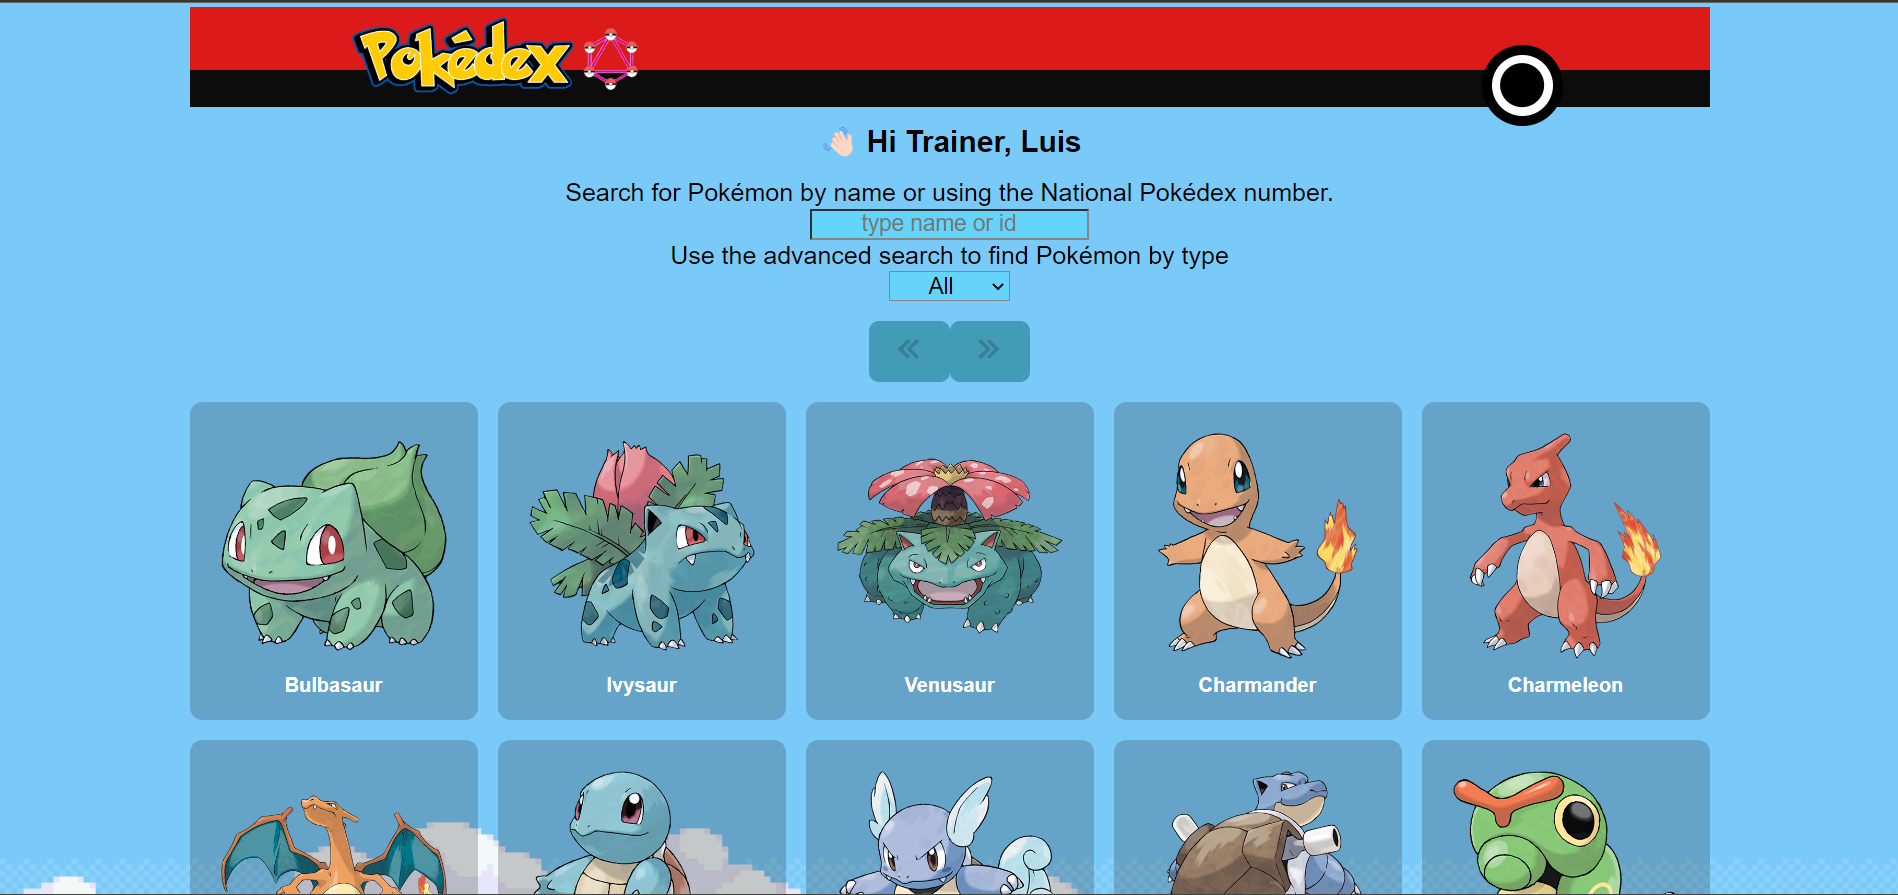 Pokédex
Hi Trainer, Luis
Search for Pokémon by name or using the National Pokédex number.
type name or id
Use the advanced search to find Pokémon by type
All
Bulbasaur
Ivysaur
Venusaur
Charmander
Charmeleon